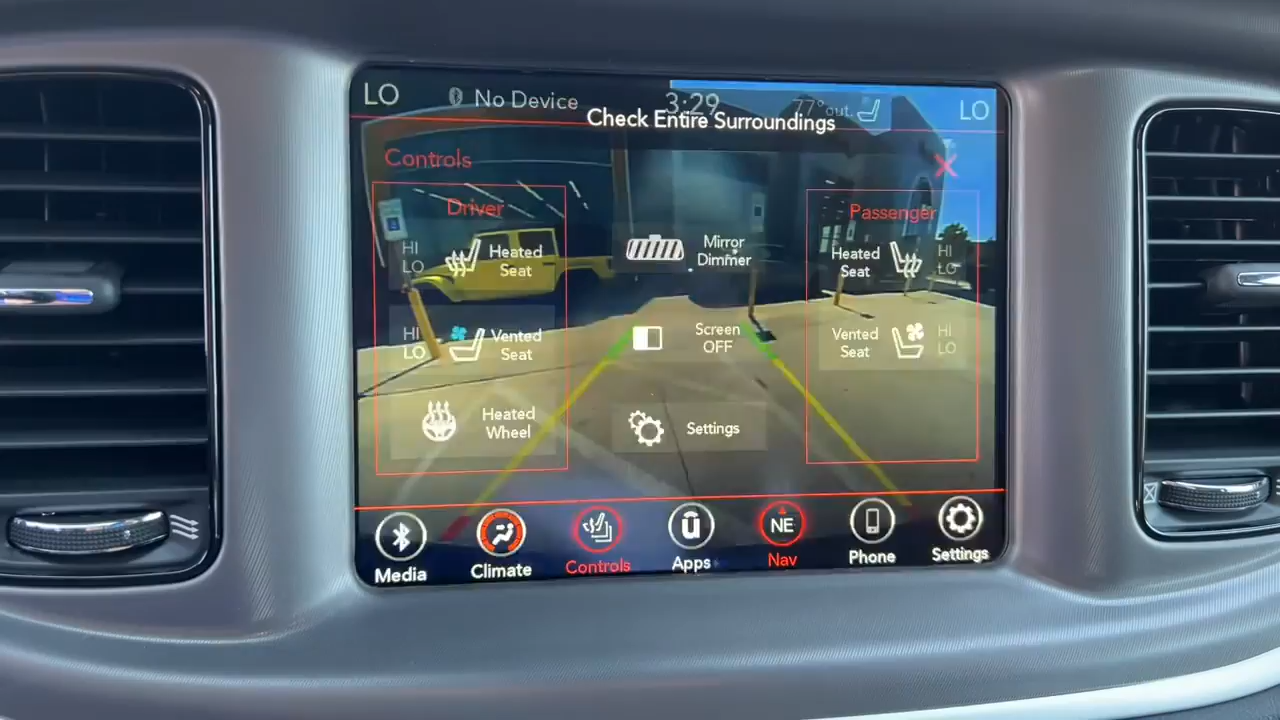 LO
No Device
3:29
77° out.
LO
Check Entire Surroundings
Controls
X
Driver
Passenger
HI
LO
Heated
Seat
Mirror
Dimmer
Heated
Seat
HI
LO
HI
LO
Vented
Seat
Screen
OFF
Vented
Seat
HI
LO
Heated
Wheel
Settings
NE
Media
Climate
Controls
Apps
Nav
Phone
Settings